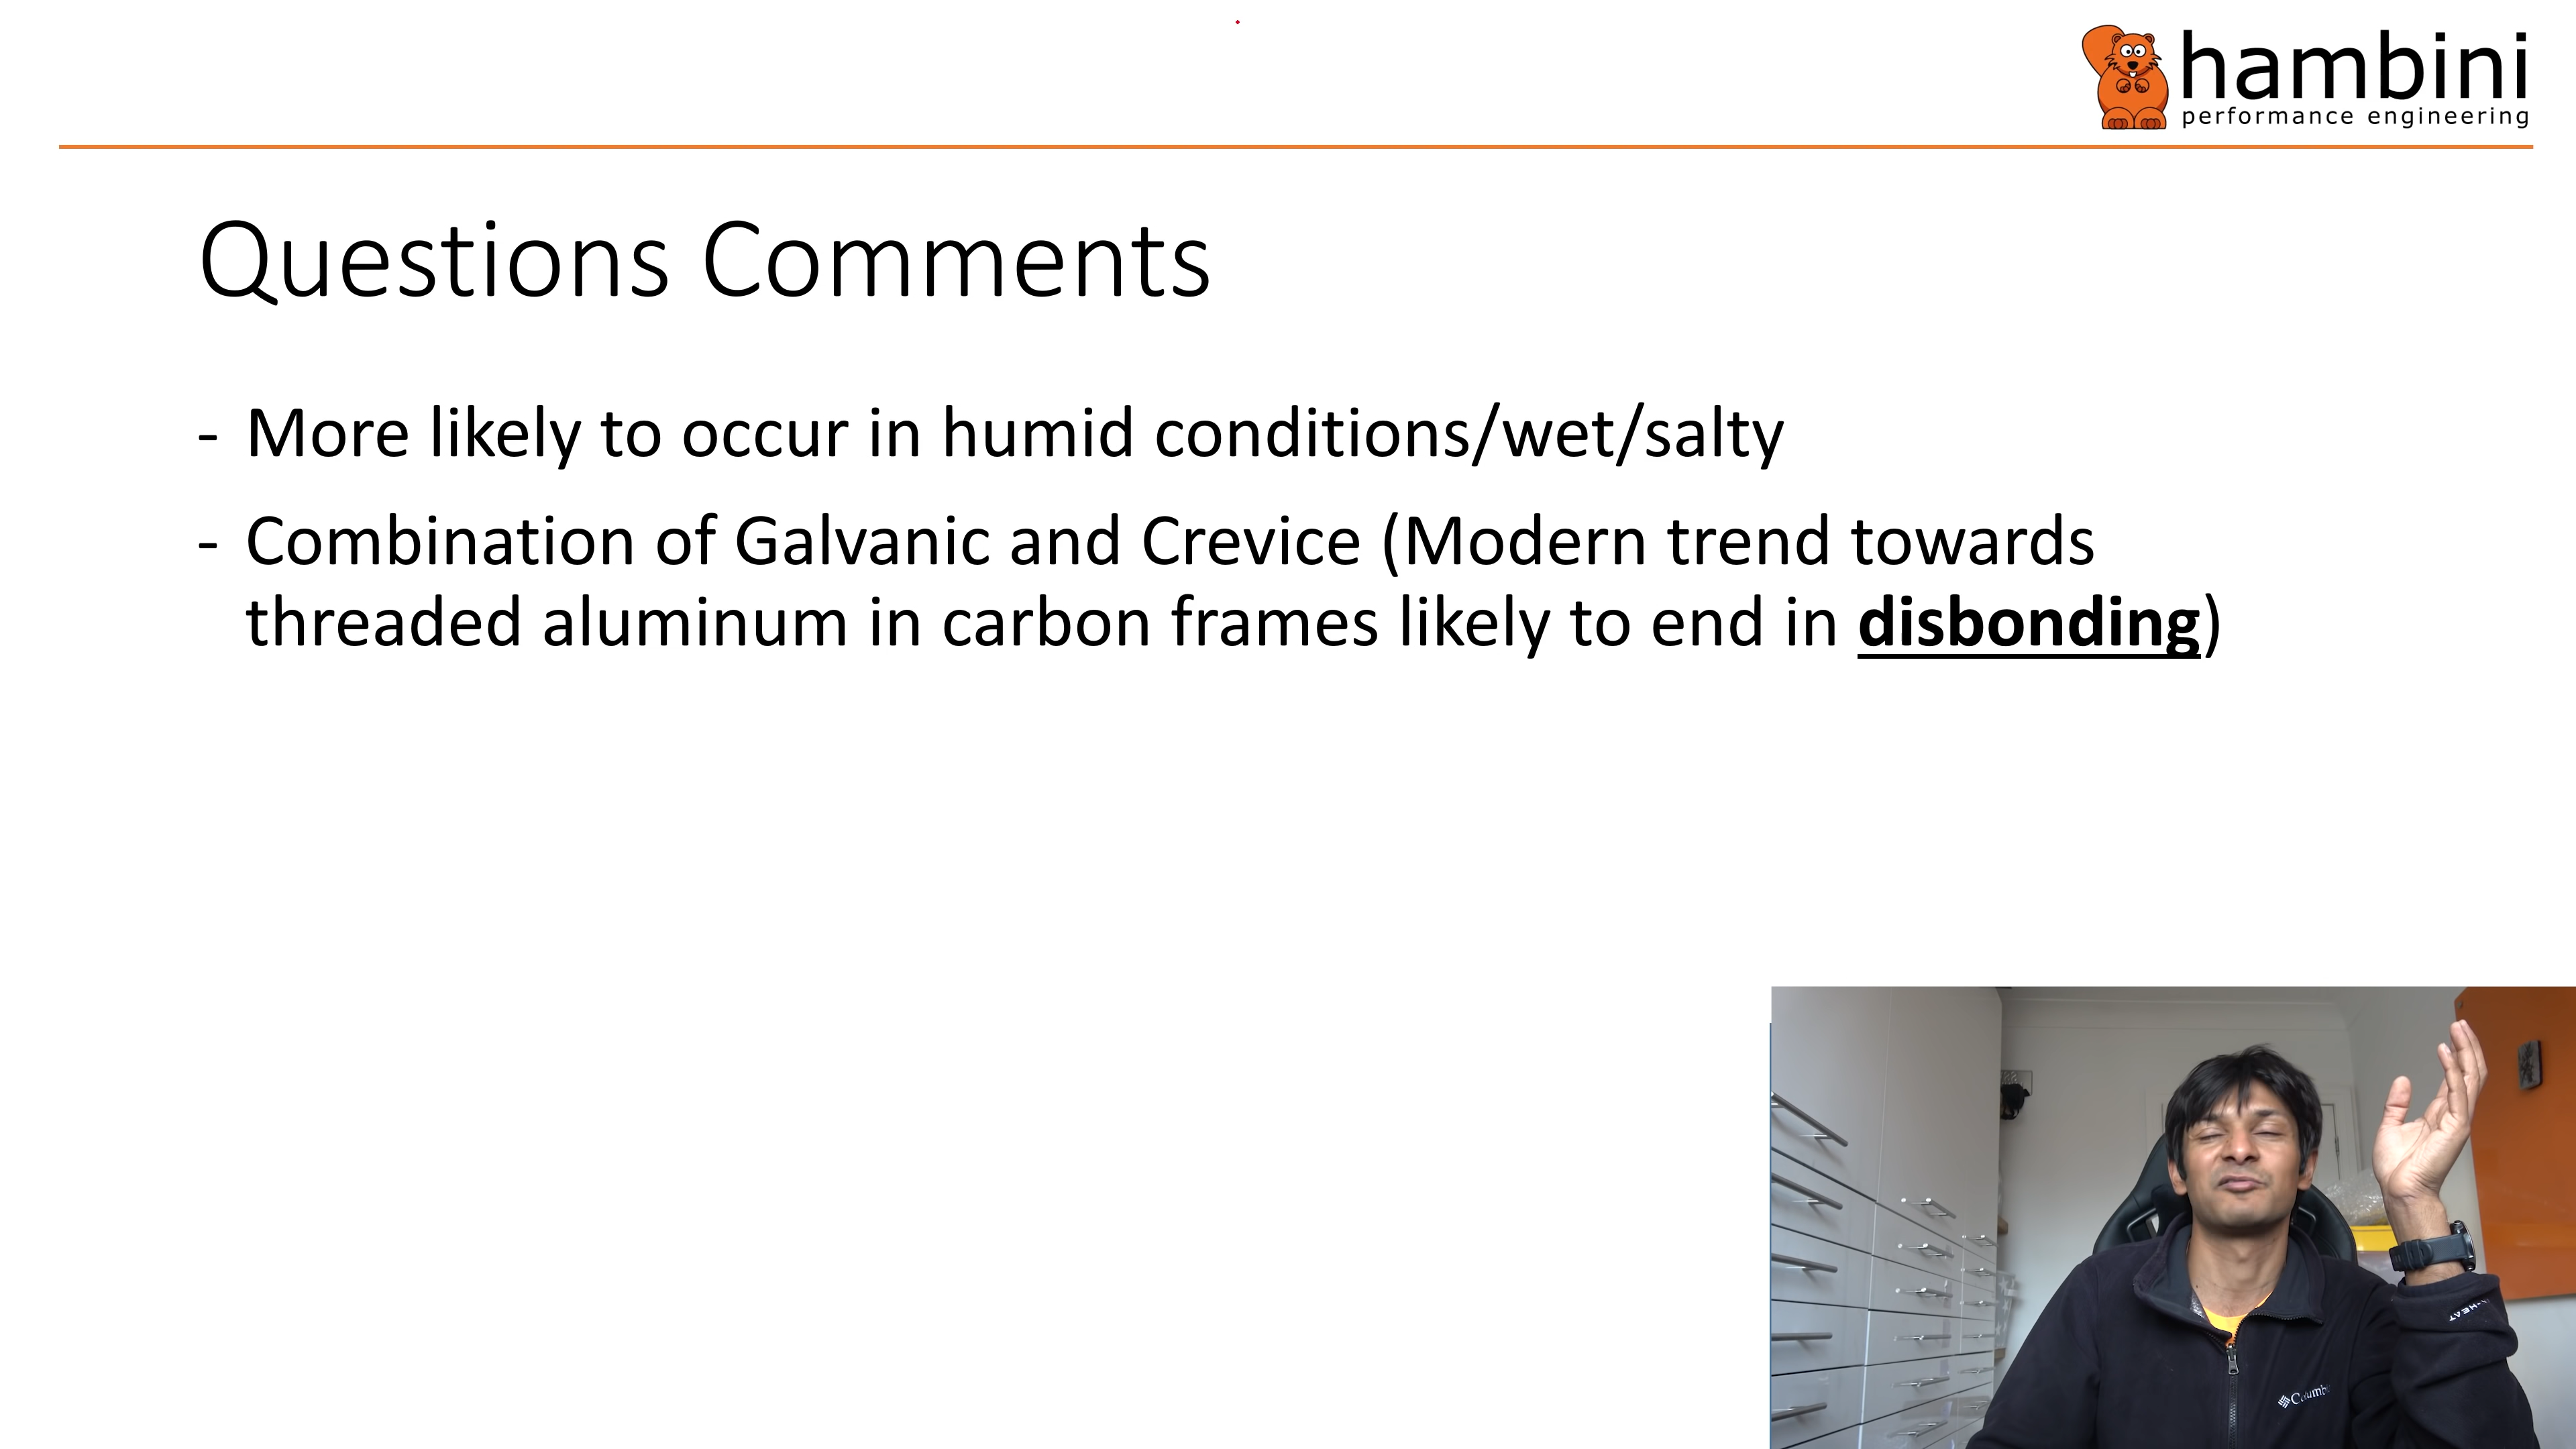 hambini
performance engineering
Questions Comments
- More likely to occur in humid conditions/wet/salty
- Combination of Galvanic and Crevice (Modern trend towards
threaded aluminum in carbon frames likely to end in disbonding)